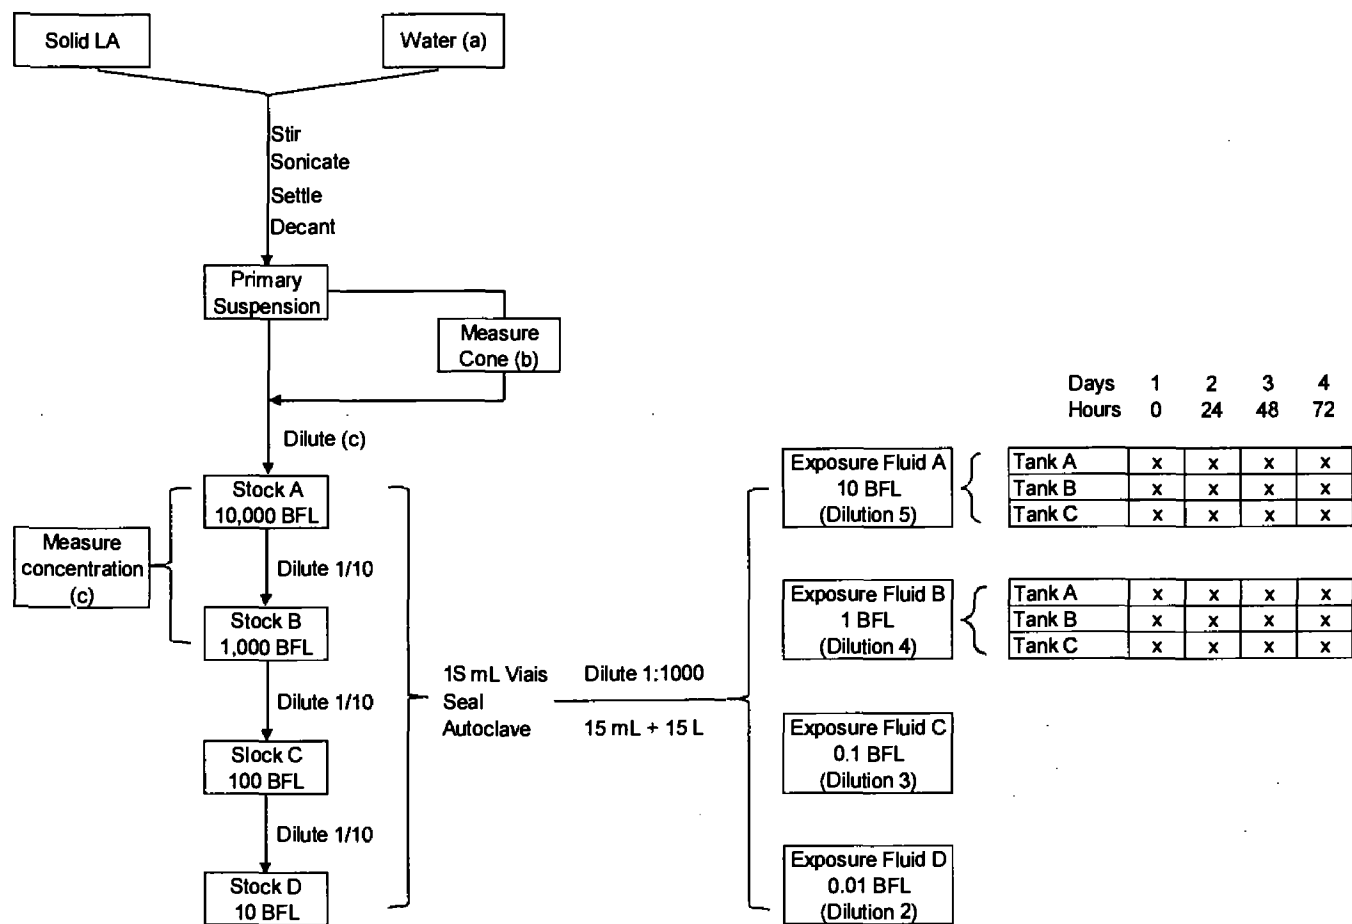 Solid LA
Water (a)
Stir
Sonicate
Settle
Decant
Primary
Suspension
Measure
Cone (b)
Dilute (c)
Stock A
10,000 BFL
Measure
concentration
(c)
Dilute 1/10
Stock B
1,000 BFL
Dilute 1/10
Slock C
100 BFL
Dilute 1/10
Stock D
10 BFL
1S mL Viais
Seal
Autoclave
Dilute 1:1000
15 mL + 15 L
Days 1 2 3 4
Hours 0 24 48 72
Exposure Fluid A
10 BFL
(Dilution 5)
Tank A x x x x
Tank B x x x x
Tank C x x x x
Exposure Fluid B
1 BFL
(Dilution 4)
Tank A x x x x
Tank B x x x x
Tank C x x x x
Exposure Fluid C
0.1 BFL
(Dilution 3)
Exposure Fluid D
0.01 BFL
(Dilution 2)